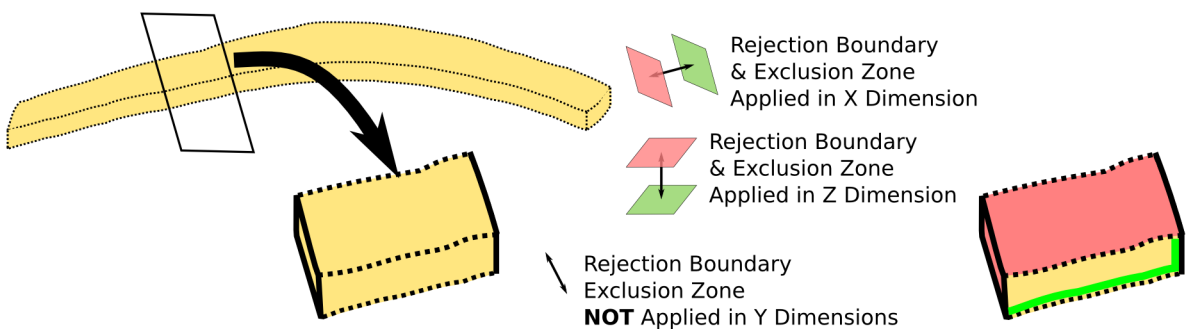 Rejection Boundary
& Exclusion Zone
Applied in X Dimension
Rejection Boundary
& Exclusion Zone
Applied in Z Dimension
Rejection Boundary
Exclusion Zone
NOT Applied in Y Dimensions